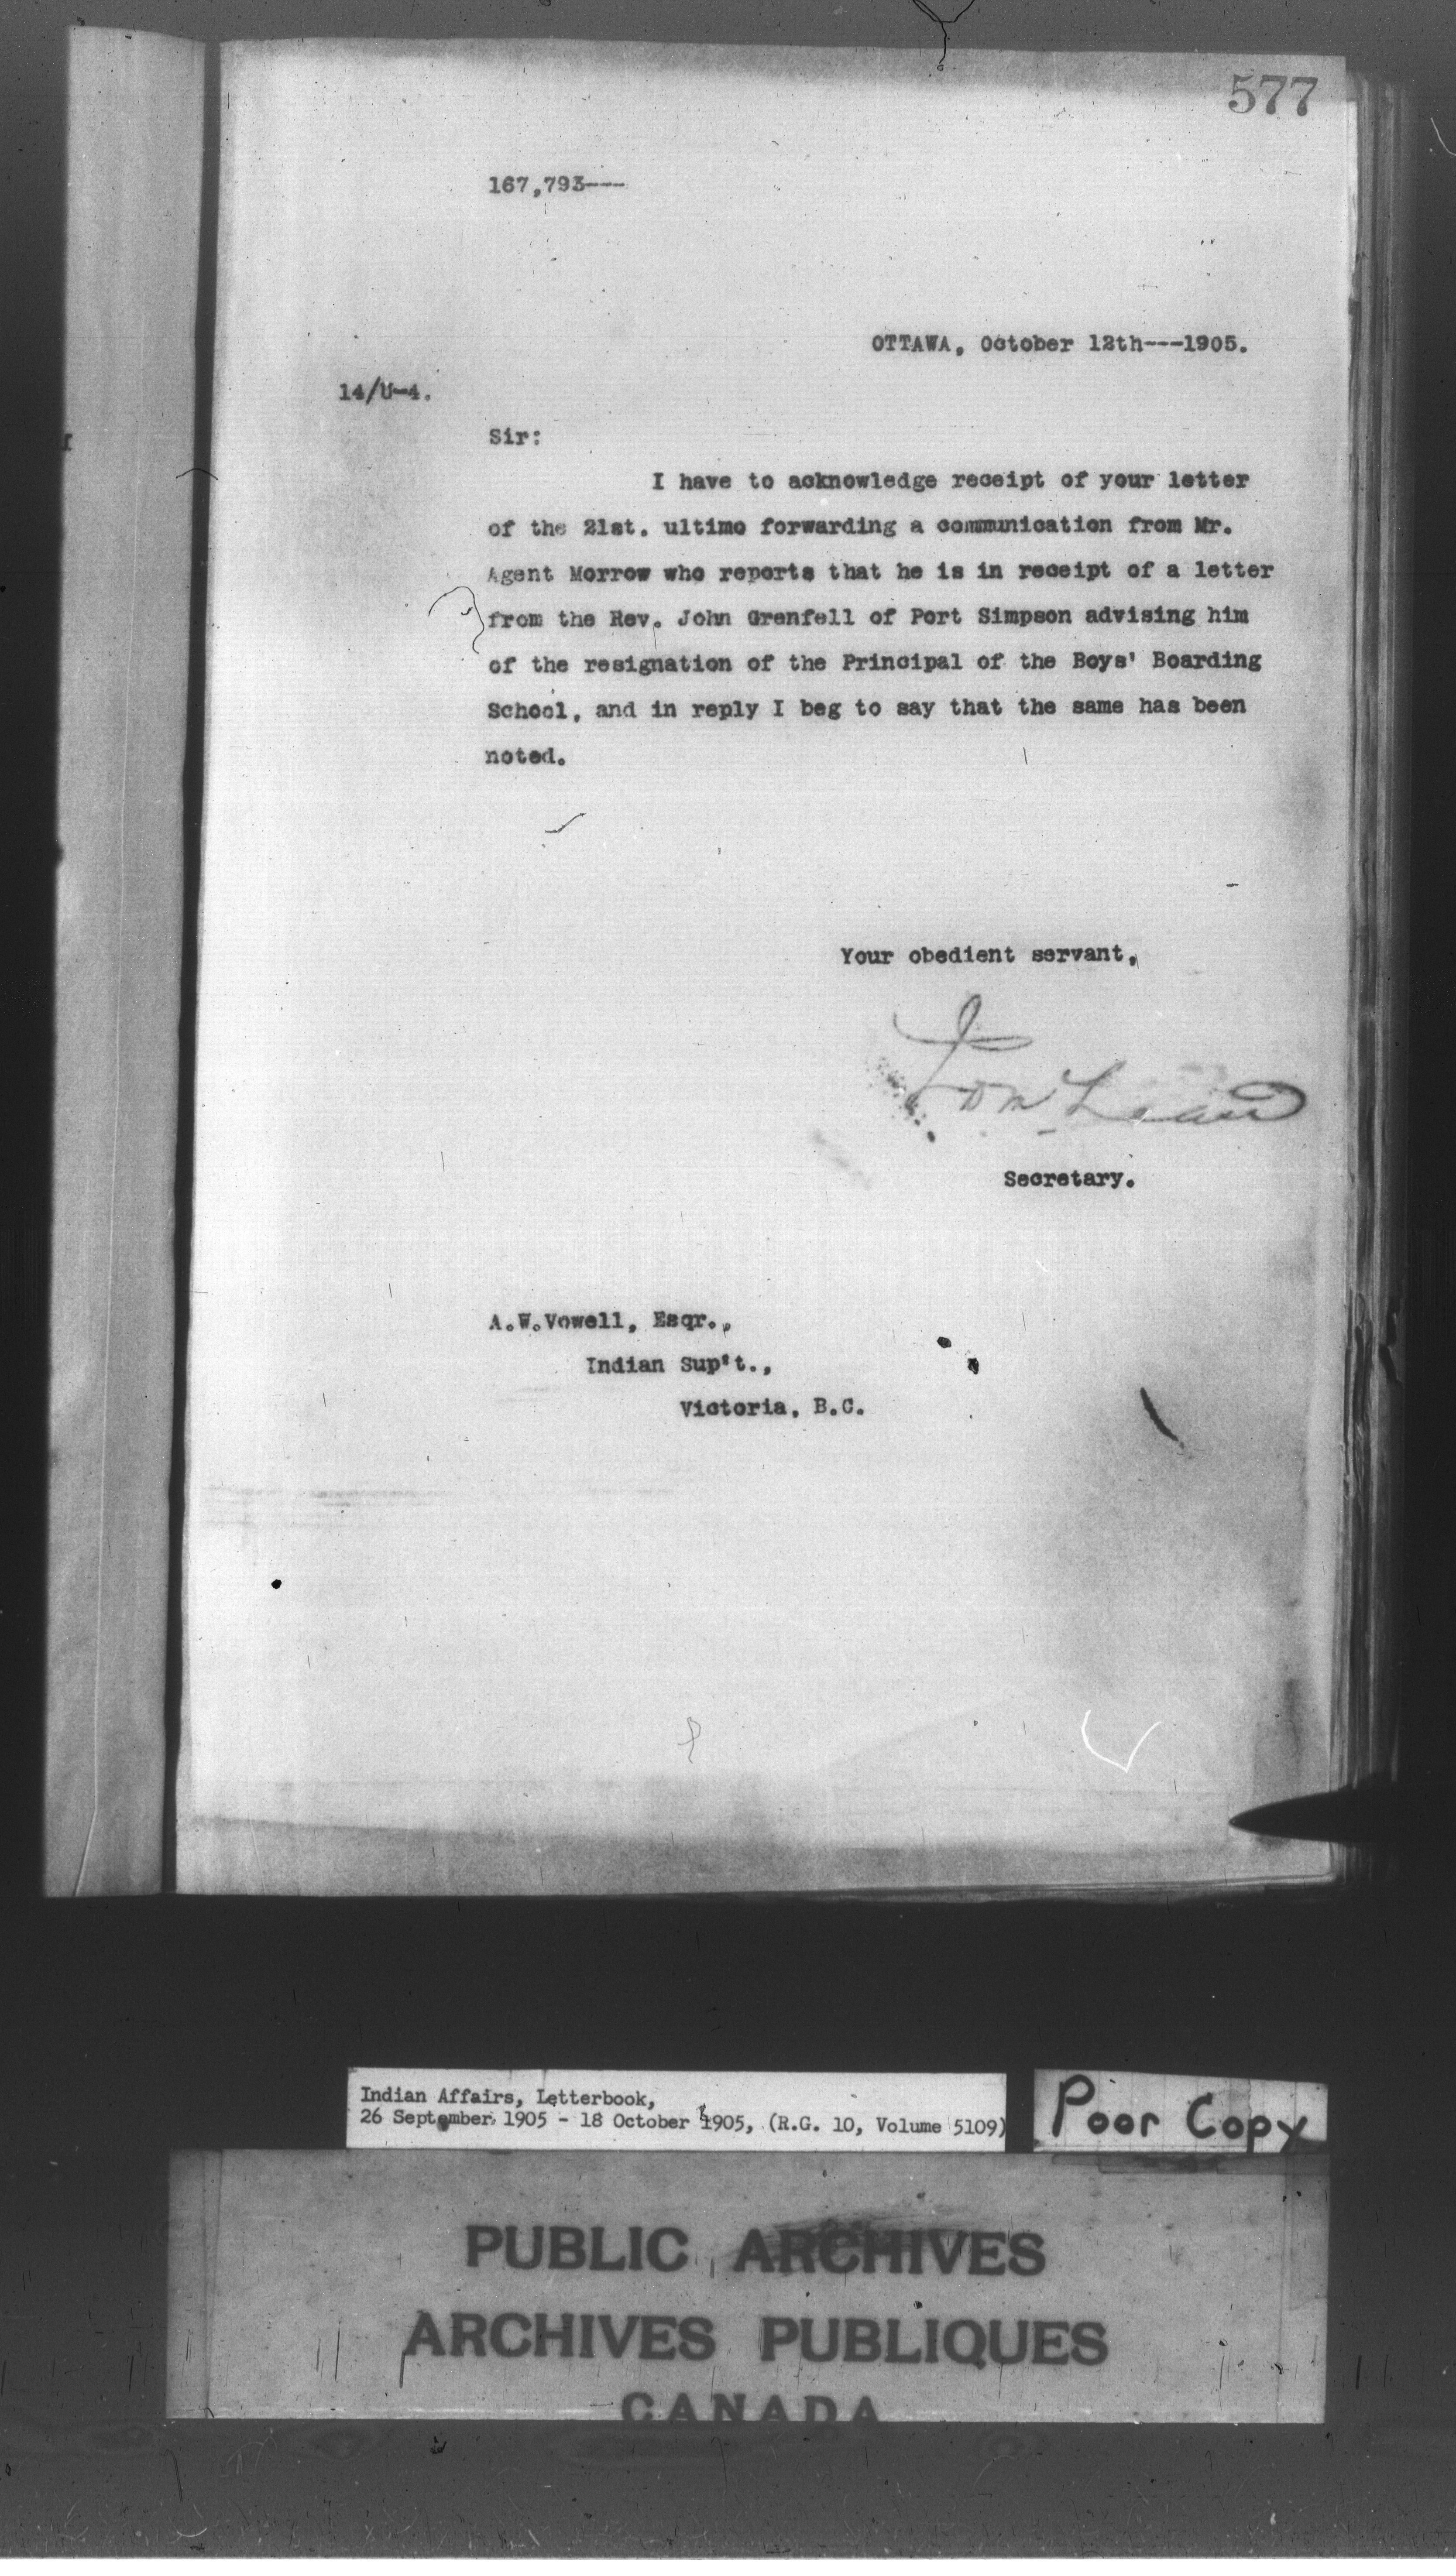 577
167,793---
OTTAWA, October 12th---1905.
14/U-4.
Sir:
I have to acknowledge receipt of your letter
of the 21st. ultimo forwarding a communication from Mr.
Agent Morrow who reports that he is in receipt of a letter
from the Rev. John Grenfell of Port Simpson advising him
of the resignation of the Principal of the Boys' Boarding
School, and in reply I beg to say that the same has been
noted.
Your obedient servant,
Secretary.
A.W.Vowell, Esqr.,
Indian Sup't.,
Victoria, B.C.
Indian Affairs, Letterbook,
26 September 1905 - 18 October 1905, (R.G. 10, Volume 5109)
Poor Copy
PUBLIC ARCHIVES
ARCHIVES PUBLIQUES
CANADA